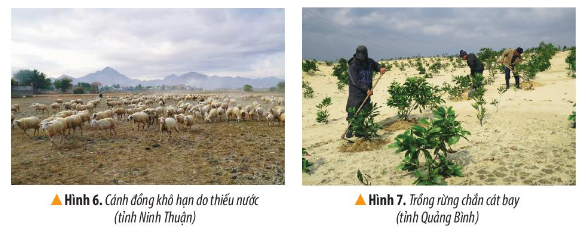 Hình 6. Cánh đồng khô hạn do thiếu nước
(tỉnh Ninh Thuận)
Hình 7. Trồng rừng chắn cát bay
(tỉnh Quảng Bình)